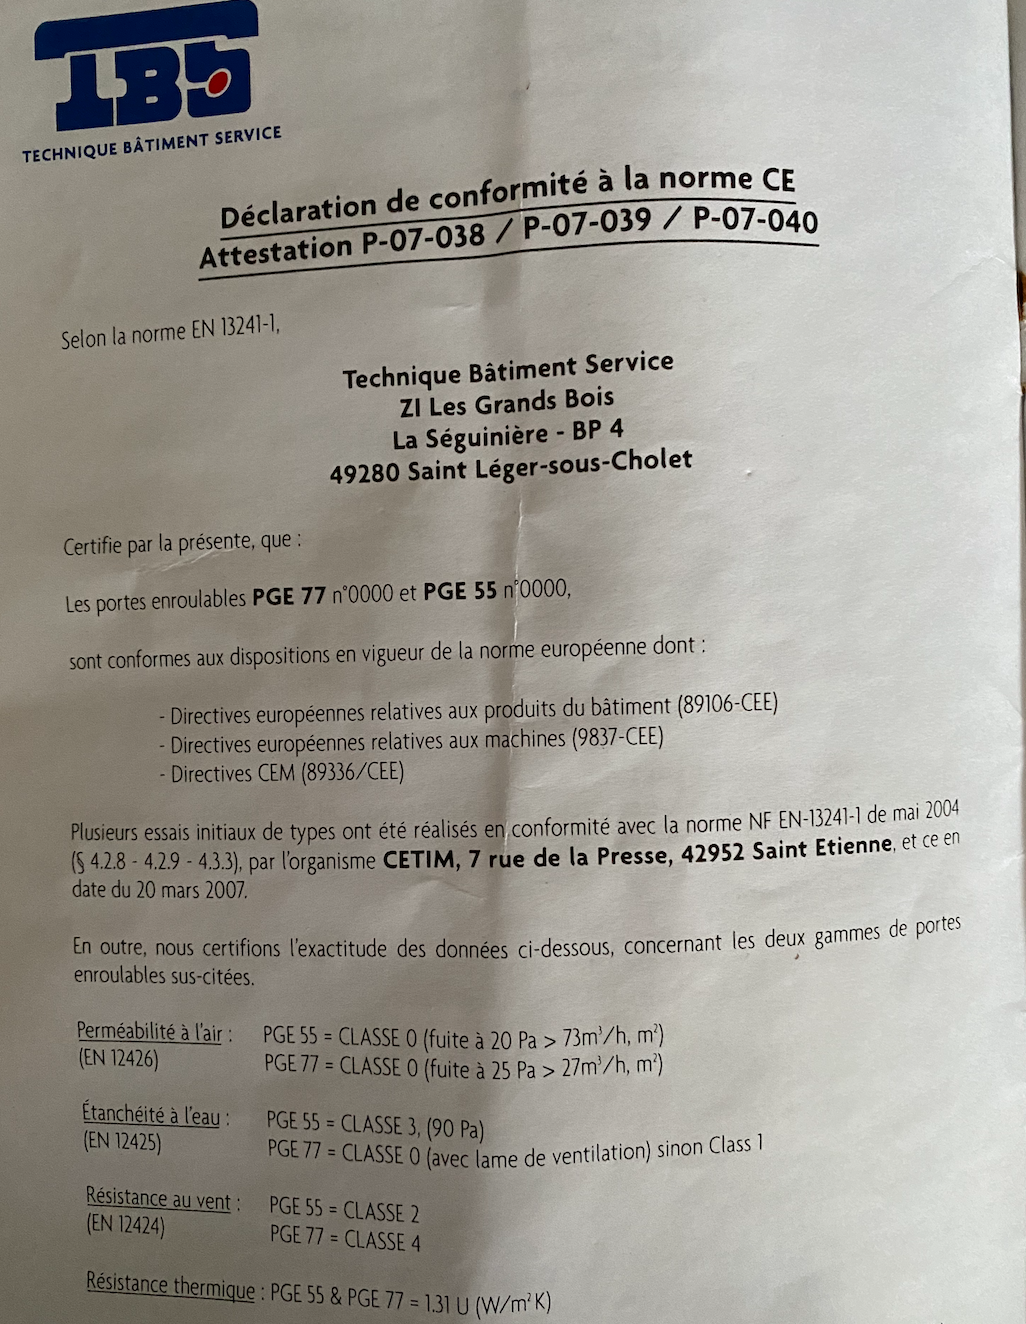 TBS
TECHNIQUE BÂTIMENT SERVICE
Déclaration de conformité à la norme CE
Attestation P-07-038 / P-07-039 / P-07-040
Selon la norme EN 13241-1,
Technique Bâtiment Service
ZI Les Grands Bois
La Séguinière - BP 4
49280 Saint Léger-sous-Cholet
Certifie par la présente, que :
Les portes enroulables PGE 77 n°0000 et PGE 55 n°0000,
sont conformes aux dispositions en vigueur de la norme européenne dont :
- Directives européennes relatives aux produits du bâtiment (89106-CEE)
- Directives européennes relatives aux machines (9837-CEE)
- Directives CEM (89336/CEE)
Plusieurs essais initiaux de types ont été réalisés en conformité avec la norme NF EN-13241-1 de mai 2004
(§ 4.2.8 - 4.2.9 - 4.3.3), par l'organisme CETIM, 7 rue de la Presse, 42952 Saint Etienne, et ce en
date du 20 mars 2007.
En outre, nous certifions l'exactitude des données ci-dessous, concernant les deux gammes de portes
enroulables sus-citées.
Perméabilité à l'air : PGE 55 = CLASSE 0 (fuite à 20 Pa > 73m³/h, m²)
(EN 12426) PGE 77 = CLASSE 0 (fuite à 25 Pa > 27m³/h, m²)
Étanchéité à l'eau : PGE 55 = CLASSE 3, (90 Pa)
(EN 12425) PGE 77 = CLASSE 0 (avec lame de ventilation) sinon Class 1
Résistance au vent : PGE 55 = CLASSE 2
(EN 12424) PGE 77 = CLASSE 4
Résistance thermique : PGE 55 & PGE 77 = 1.31 U (W/m² K)